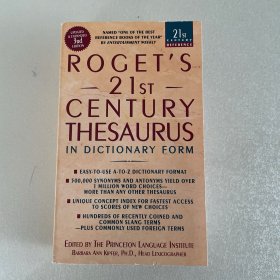 UPDATED & EXPANDED
3rd
EDITION
NAMED "ONE OF THE BEST
REFERENCE BOOKS OF THE YEAR"
BY ENTERTAINMENT WEEKLY
21ST
CENTURY
REFERENCE
ROGET'S
21ST
CENTURY
THESAURUS
IN DICTIONARY FORM
■ EASY-TO-USE A-TO-Z DICTIONARY FORMAT
■ 500,000 SYNONYMS AND ANTONYMS YIELD OVER
1 MILLION WORD CHOICES—
MORE THAN ANY OTHER THESAURUS
■ UNIQUE CONCEPT INDEX FOR FASTEST ACCESS
TO SCORES OF NEW CHOICES
■ HUNDREDS OF RECENTLY COINED AND
COMMON SLANG TERMS
—PLUS COMMONLY USED FOREIGN TERMS
EDITED BY THE PRINCETON LANGUAGE INSTITUTE
BARBARA ANN KIPFER, PH.D., HEAD LEXICOGRAPHER